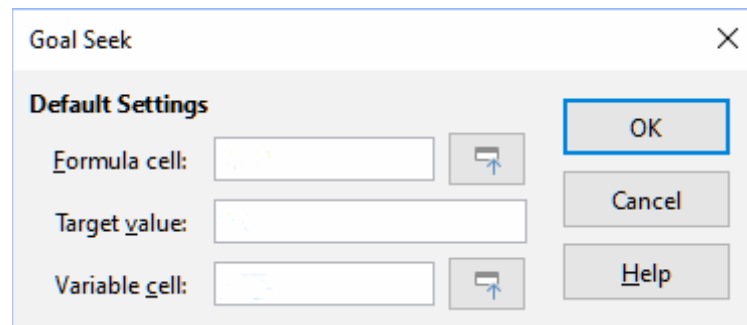 Goal Seek
Default Settings
OK
Formula cell:
Cancel
Target value:
Help
Variable cell: